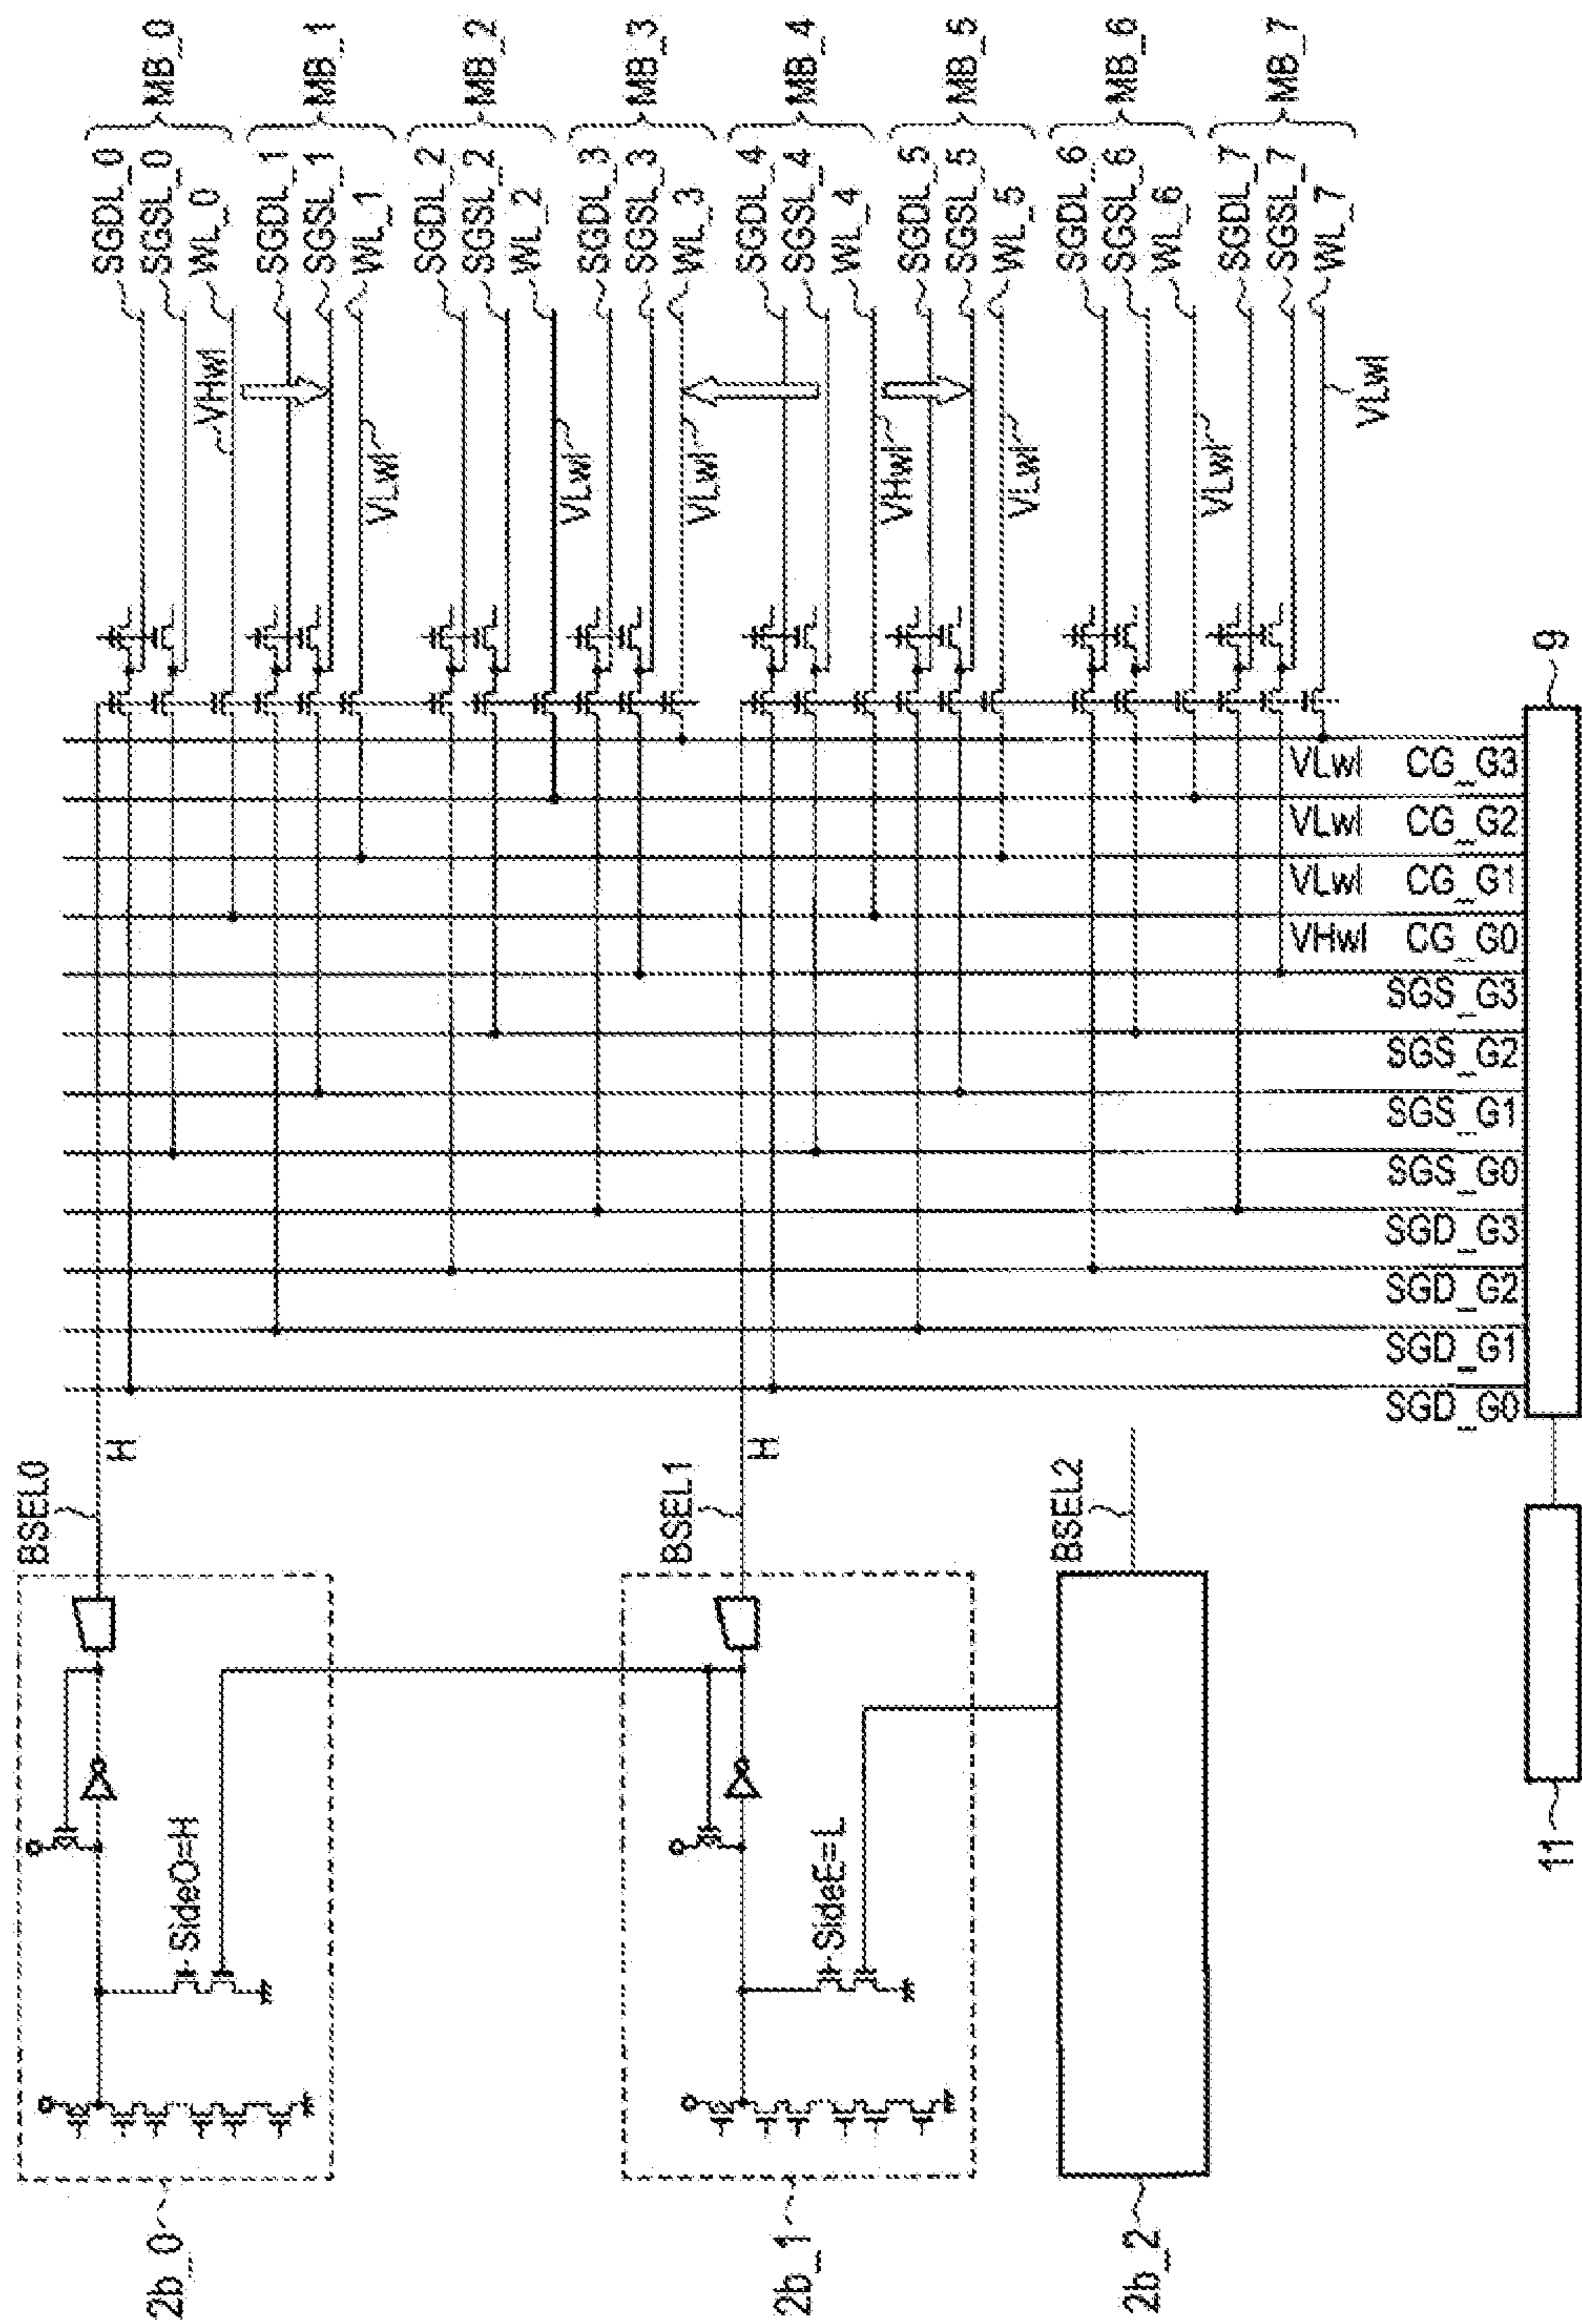 2b_0
SideO=H
BSEL0
H
2b_1
SideE=L
BSEL1
H
2b_2
BSEL2
11
9
SGD_G0
SGD_G1
SGD_G2
SGD_G3
SGS_G0
SGS_G1
SGS_G2
SGS_G3
VHwl CG_G0
VLwl CG_G1
VLwl CG_G2
VLwl CG_G3
VHwl
VLwl
VLwl
VLwl
VHwl
VLwl
VLwl
VLwl
SGDL_0
SGSL_0
WL_0
MB_0
SGDL_1
SGSL_1
WL_1
MB_1
SGDL_2
SGSL_2
WL_2
MB_2
SGDL_3
SGSL_3
WL_3
MB_3
SGDL_4
SGSL_4
WL_4
MB_4
SGDL_5
SGSL_5
WL_5
MB_5
SGDL_6
SGSL_6
WL_6
MB_6
SGDL_7
SGSL_7
WL_7
MB_7